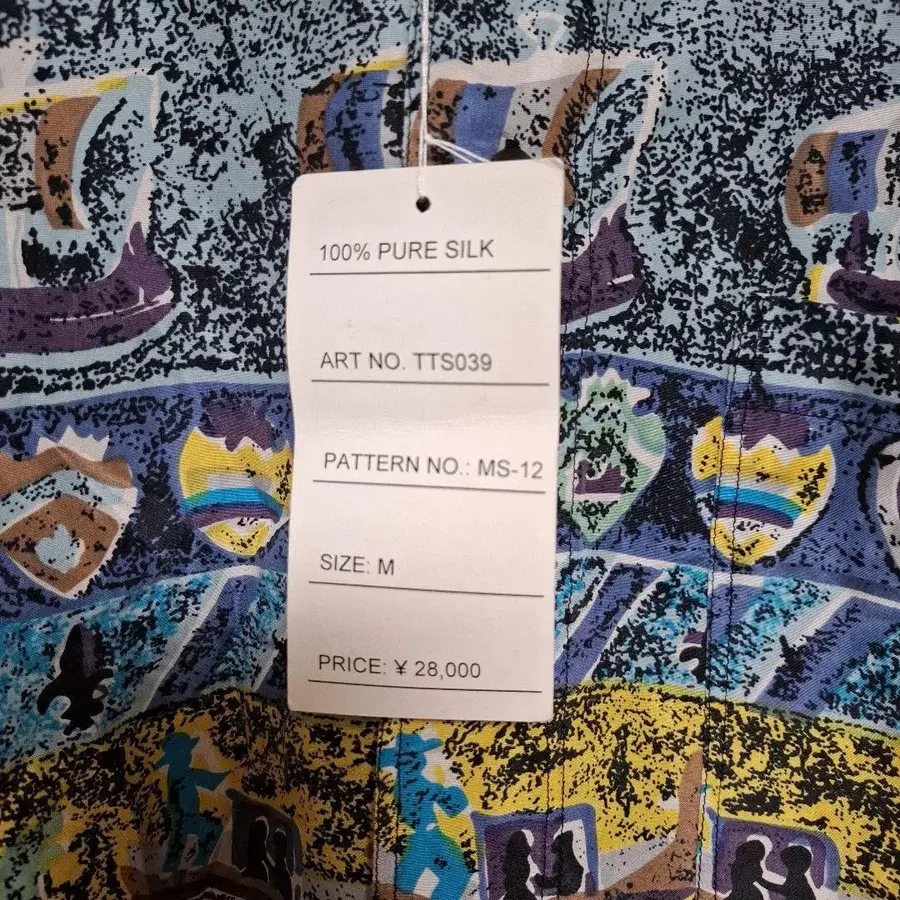 100% PURE SILK
ART NO. TTS039
PATTERN NO.: MS-12
SIZE: M
PRICE: ¥ 28,000